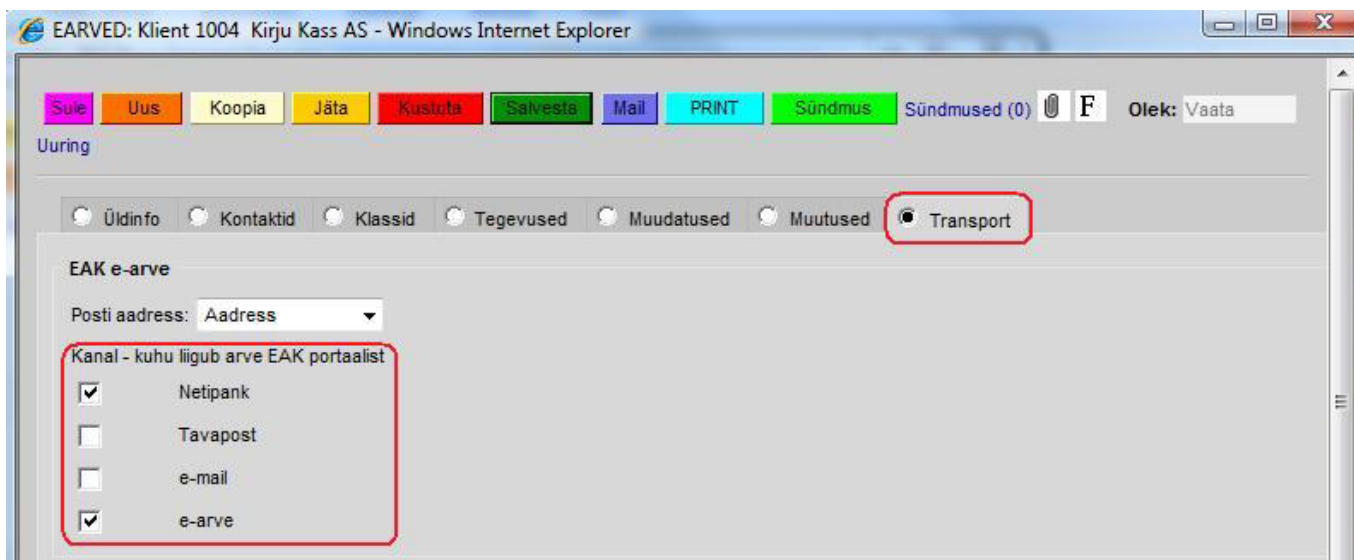 EARVED: Klient 1004 Kirju Kass AS - Windows Internet Explorer
Sule Uus Koopia Jäta Kustuta Salvesta Mail PRINT Sündmus Sündmused (0) F Olek: Vaata
Uuring
Üldinfo Kontaktid Klassid Tegevused Muudatused Muutused Transport
EAK e-arve
Posti aadress: Aadress
Kanal - kuhu liigub arve EAK portaalist
Netipank
Tavapost
e-mail
e-arve